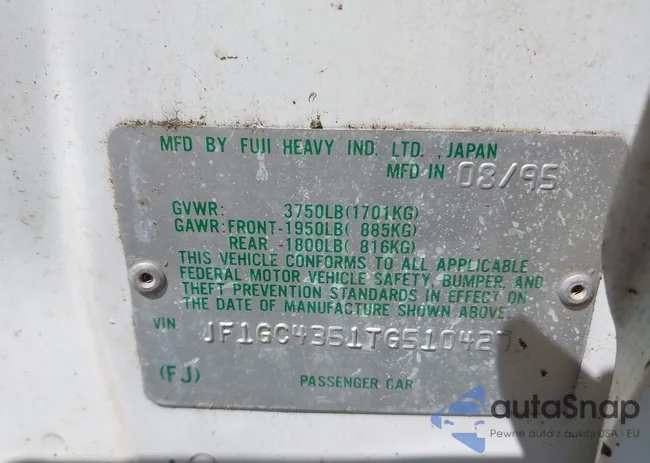 MFD BY FUJI HEAVY IND. LTD., JAPAN
MFD IN 08/95
GVWR: 3750LB(1701KG)
GAWR:FRONT-1950LB( 885KG)
REAR -1800LB( 816KG)
THIS VEHICLE CONFORMS TO ALL APPLICABLE
FEDERAL MOTOR VEHICLE SAFETY, BUMPER, AND
THEFT PREVENTION STANDARDS IN EFFECT ON
THE DATE OF MANUFACTURE SHOWN ABOVE.
VIN JF1GC4351TG510427
(FJ) PASSENGER CAR
autaSnap
Pewne auta z aukcji USA i EU